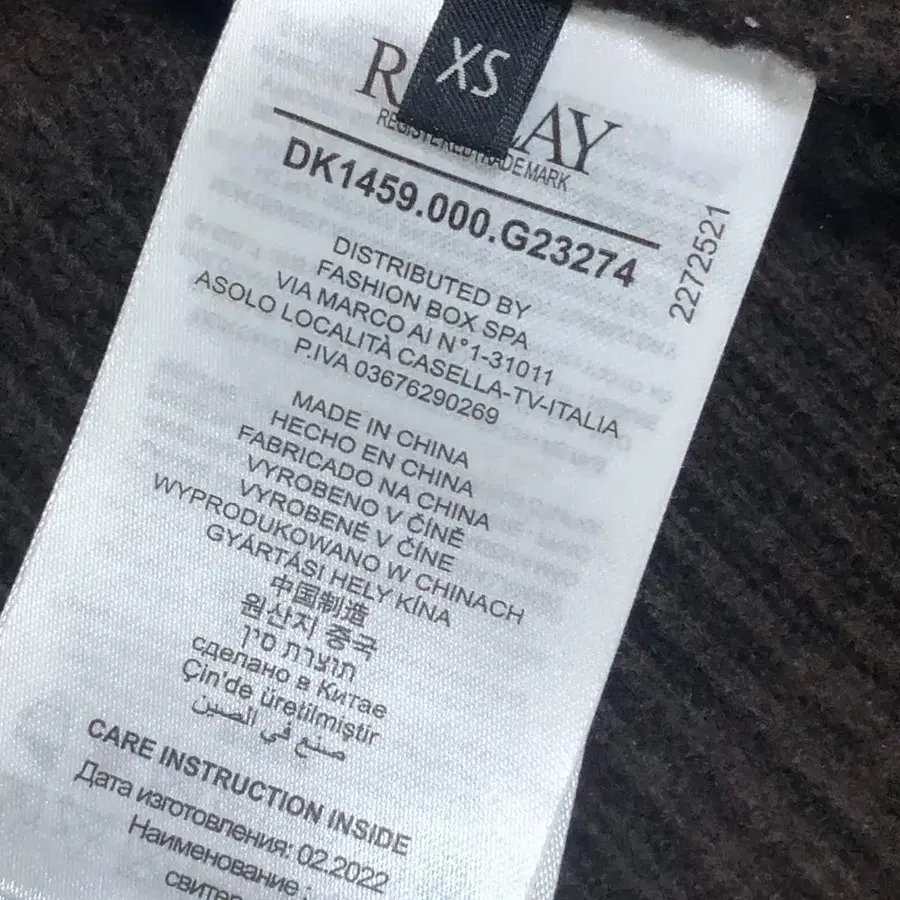 XS
REGISTERED TRADE MARK
DK1459.000.G23274
2272521
DISTRIBUTED BY
FASHION BOX SPA
VIA MARCO AI N°1-31011
ASOLO LOCALITÀ CASELLA-TV-ITALIA
P.IVA 03676290269
MADE IN CHINA
HECHO EN CHINA
FABRICADO NA CHINA
VYROBENO V ČÍNĚ
VYROBENÉ V ČÍNE
WYPRODUKOWANO W CHINACH
GYÁRTÁSI HELY KÍNA
中国制造
원산지 중국
תוצרת סין
сделано в Китае
Çin'de üretilmiştir
صنع في الصين
CARE INSTRUCTION INSIDE
Дата изготовления: 02.2022
Наименование :